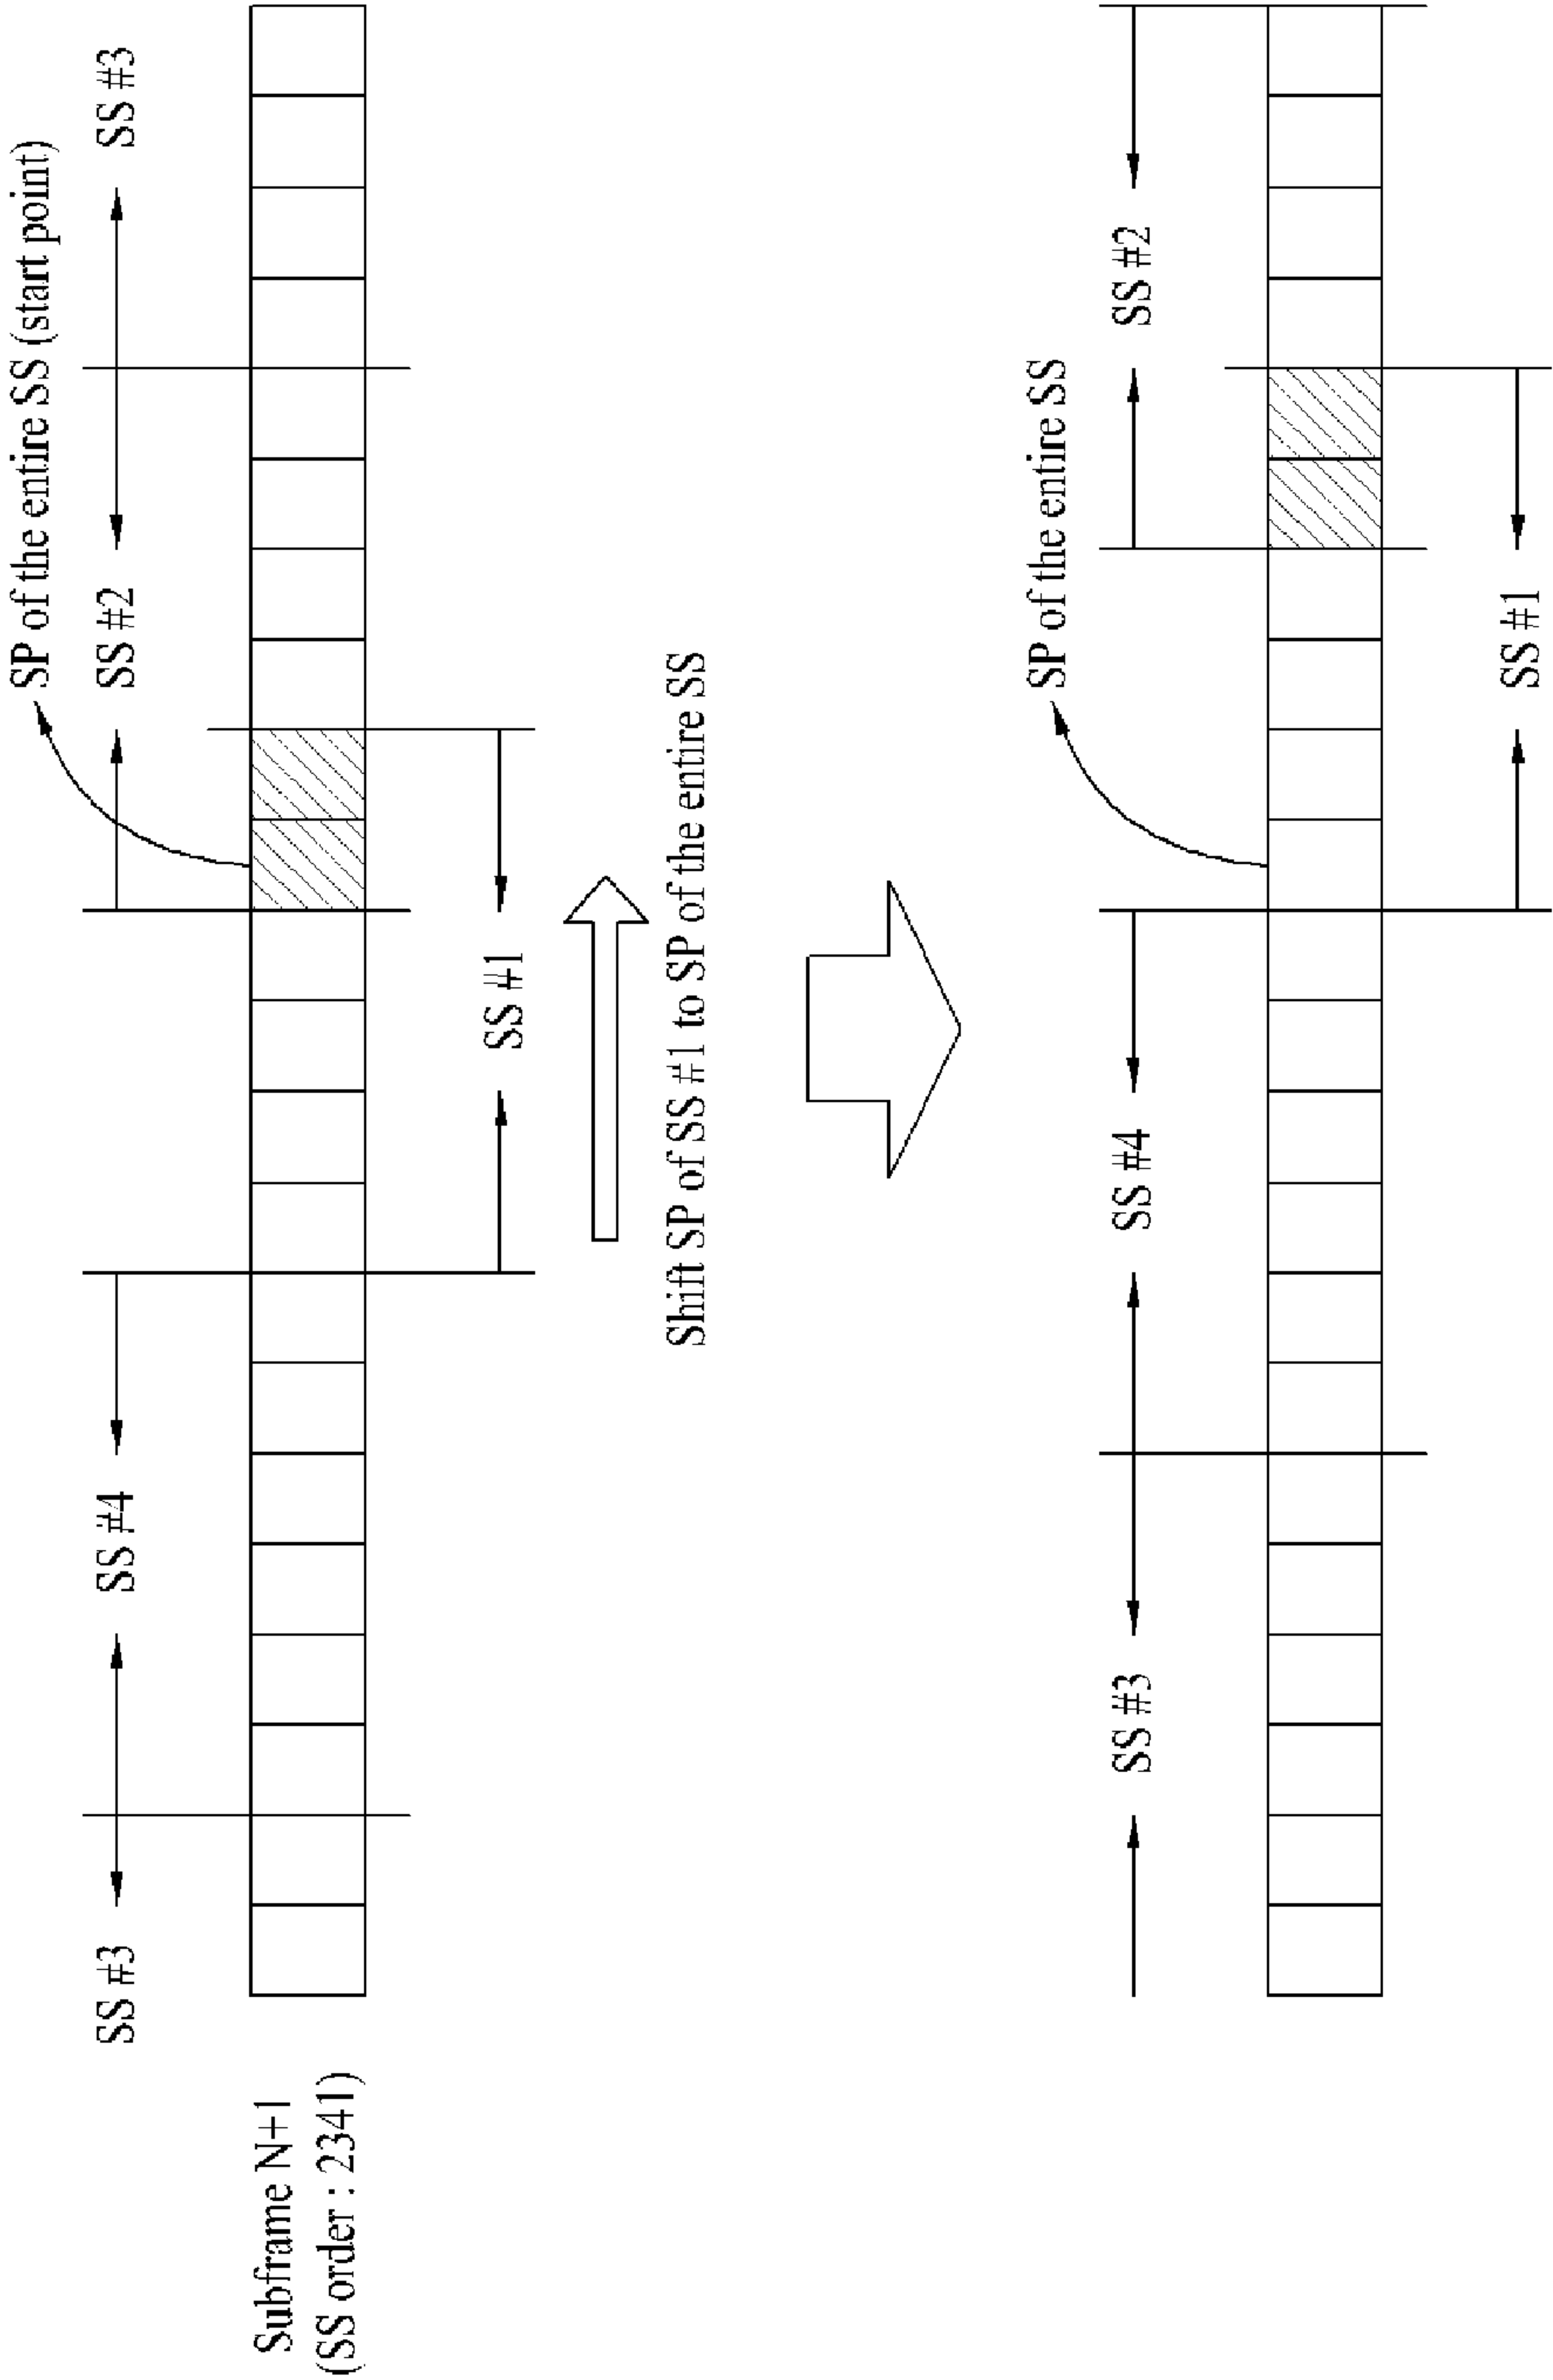 SP of the entire SS (start point)
SS #3
SS #4
SS #2
SS #3
Subframe N+1
(SS order : 2341)
SS #1
Shift SP of SS #1 to SP of the entire SS
SP of the entire SS
SS #3
SS #4
SS #2
SS #1